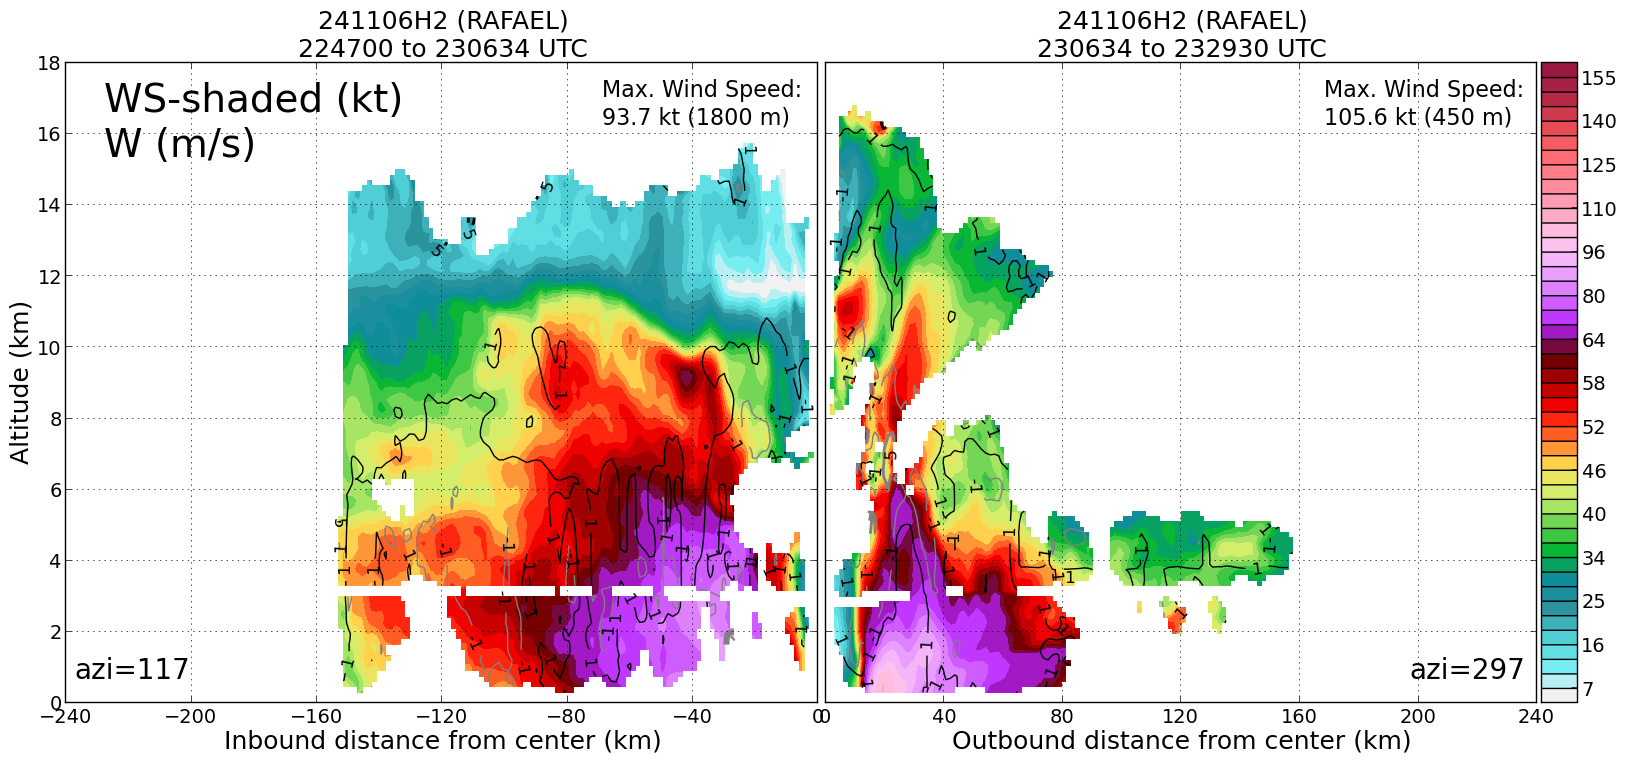 241106H2 (RAFAEL)
224700 to 230634 UTC
241106H2 (RAFAEL)
230634 to 232930 UTC
WS-shaded (kt)
W (m/s)
Max. Wind Speed:
93.7 kt (1800 m)
Max. Wind Speed:
105.6 kt (450 m)
azi=117
azi=297
Altitude (km)
18
16
14
12
10
8
6
4
2
0
−240
−200
−160
−120
−80
−40
0
0
40
80
120
160
200
240
Inbound distance from center (km)
Outbound distance from center (km)
155
140
125
110
96
80
64
58
52
46
40
34
25
16
7